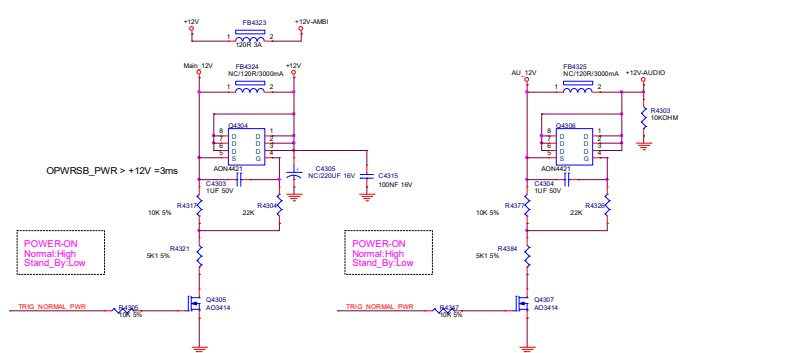 +12V
FB4323
+12V-AMBI
1
2
120R 3A
Main_12V
FB4324
+12V
NC/120R/3000mA
1
2
Q4304
8
D
D
1
7
D
D
2
6
D
D
3
5
S
G
4
AON4421
OPWRSB_PWR > +12V =3ms
C4303
1UF 50V
C4305
NC/220UF 16V
C4315
100NF 16V
R4317
10K 5%
R4304
22K
R4321
5K1 5%
POWER-ON
Normal:High
Stand_By:Low
Q4305
AO3414
TRIG_NORMAL_PWR
R4305
10K 5%
AU_12V
FB4325
+12V-AUDIO
NC/120R/3000mA
1
2
R4303
10KOHM
Q4306
8
D
D
1
7
D
D
2
6
D
D
3
5
S
G
4
AON4421
C4304
1UF 50V
R4377
10K 5%
R4326
22K
R4384
5K1 5%
POWER-ON
Normal:High
Stand_By:Low
Q4307
AO3414
TRIG_NORMAL_PWR
R4347
10K 5%